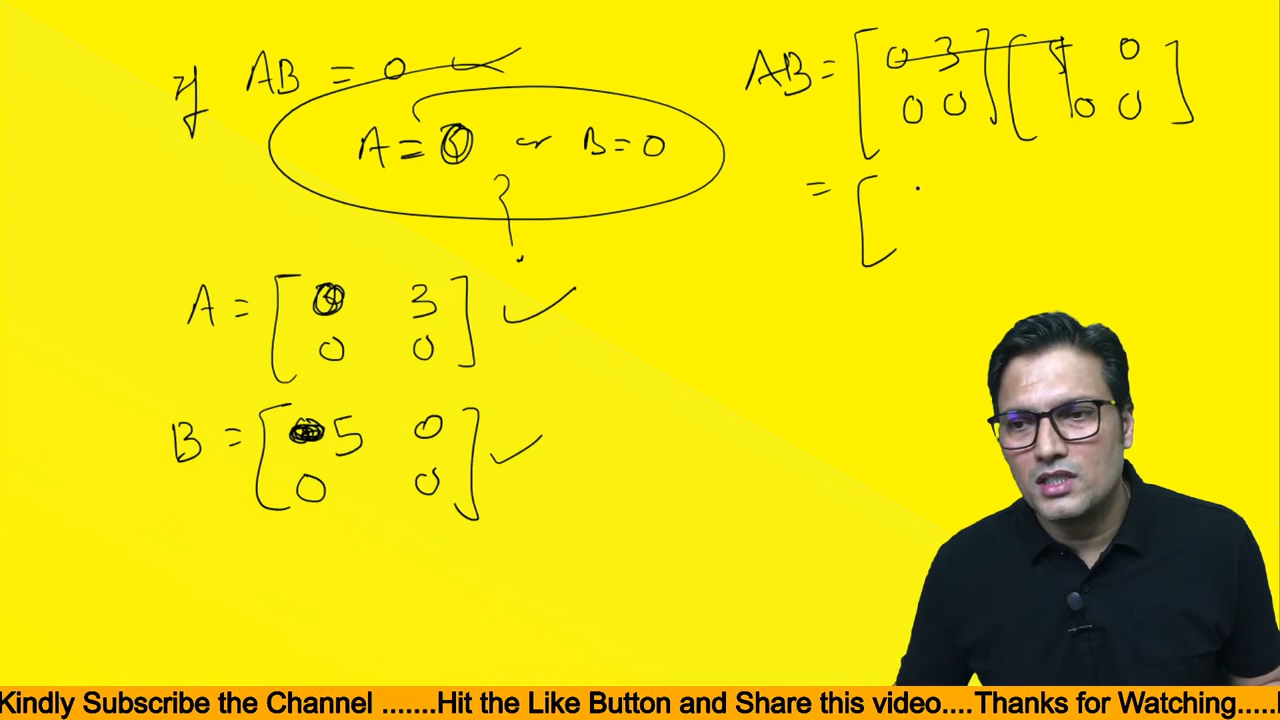 if AB = 0
A = 0 or B = 0
?
A = [ 0 3
0 0 ]
B = [ 5 0
0 0 ]
AB = [ 0 3 ] [ 5 0 ]
0 0 0 0
= [
Kindly Subscribe the Channel .......Hit the Like Button and Share this video....Thanks for Watching.....